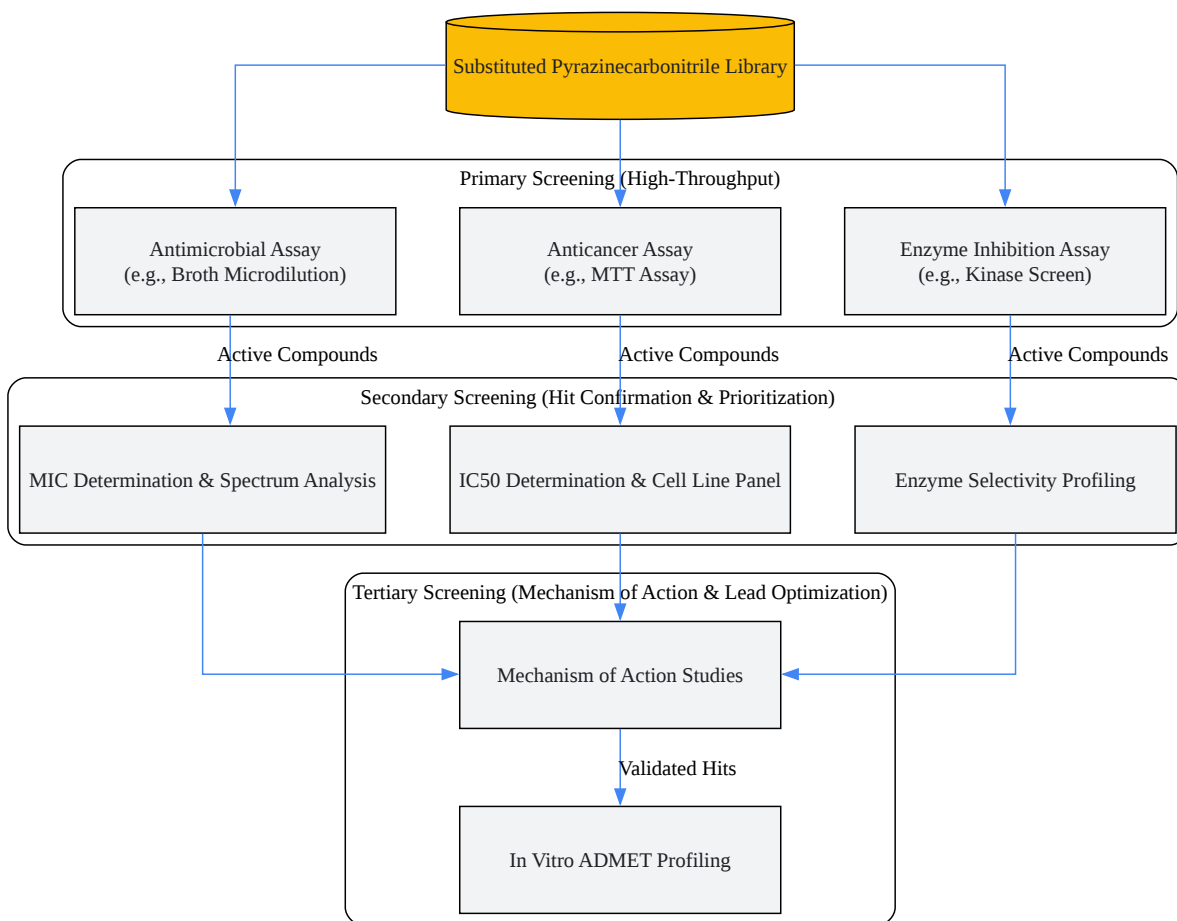 Substituted Pyrazinecarbonitrile Library
Primary Screening (High-Throughput)
Antimicrobial Assay
(e.g., Broth Microdilution)
Anticancer Assay
(e.g., MTT Assay)
Enzyme Inhibition Assay
(e.g., Kinase Screen)
Active Compounds
Active Compounds
Active Compounds
Secondary Screening (Hit Confirmation & Prioritization)
MIC Determination & Spectrum Analysis
IC50 Determination & Cell Line Panel
Enzyme Selectivity Profiling
Tertiary Screening (Mechanism of Action & Lead Optimization)
Mechanism of Action Studies
Validated Hits
In Vitro ADMET Profiling